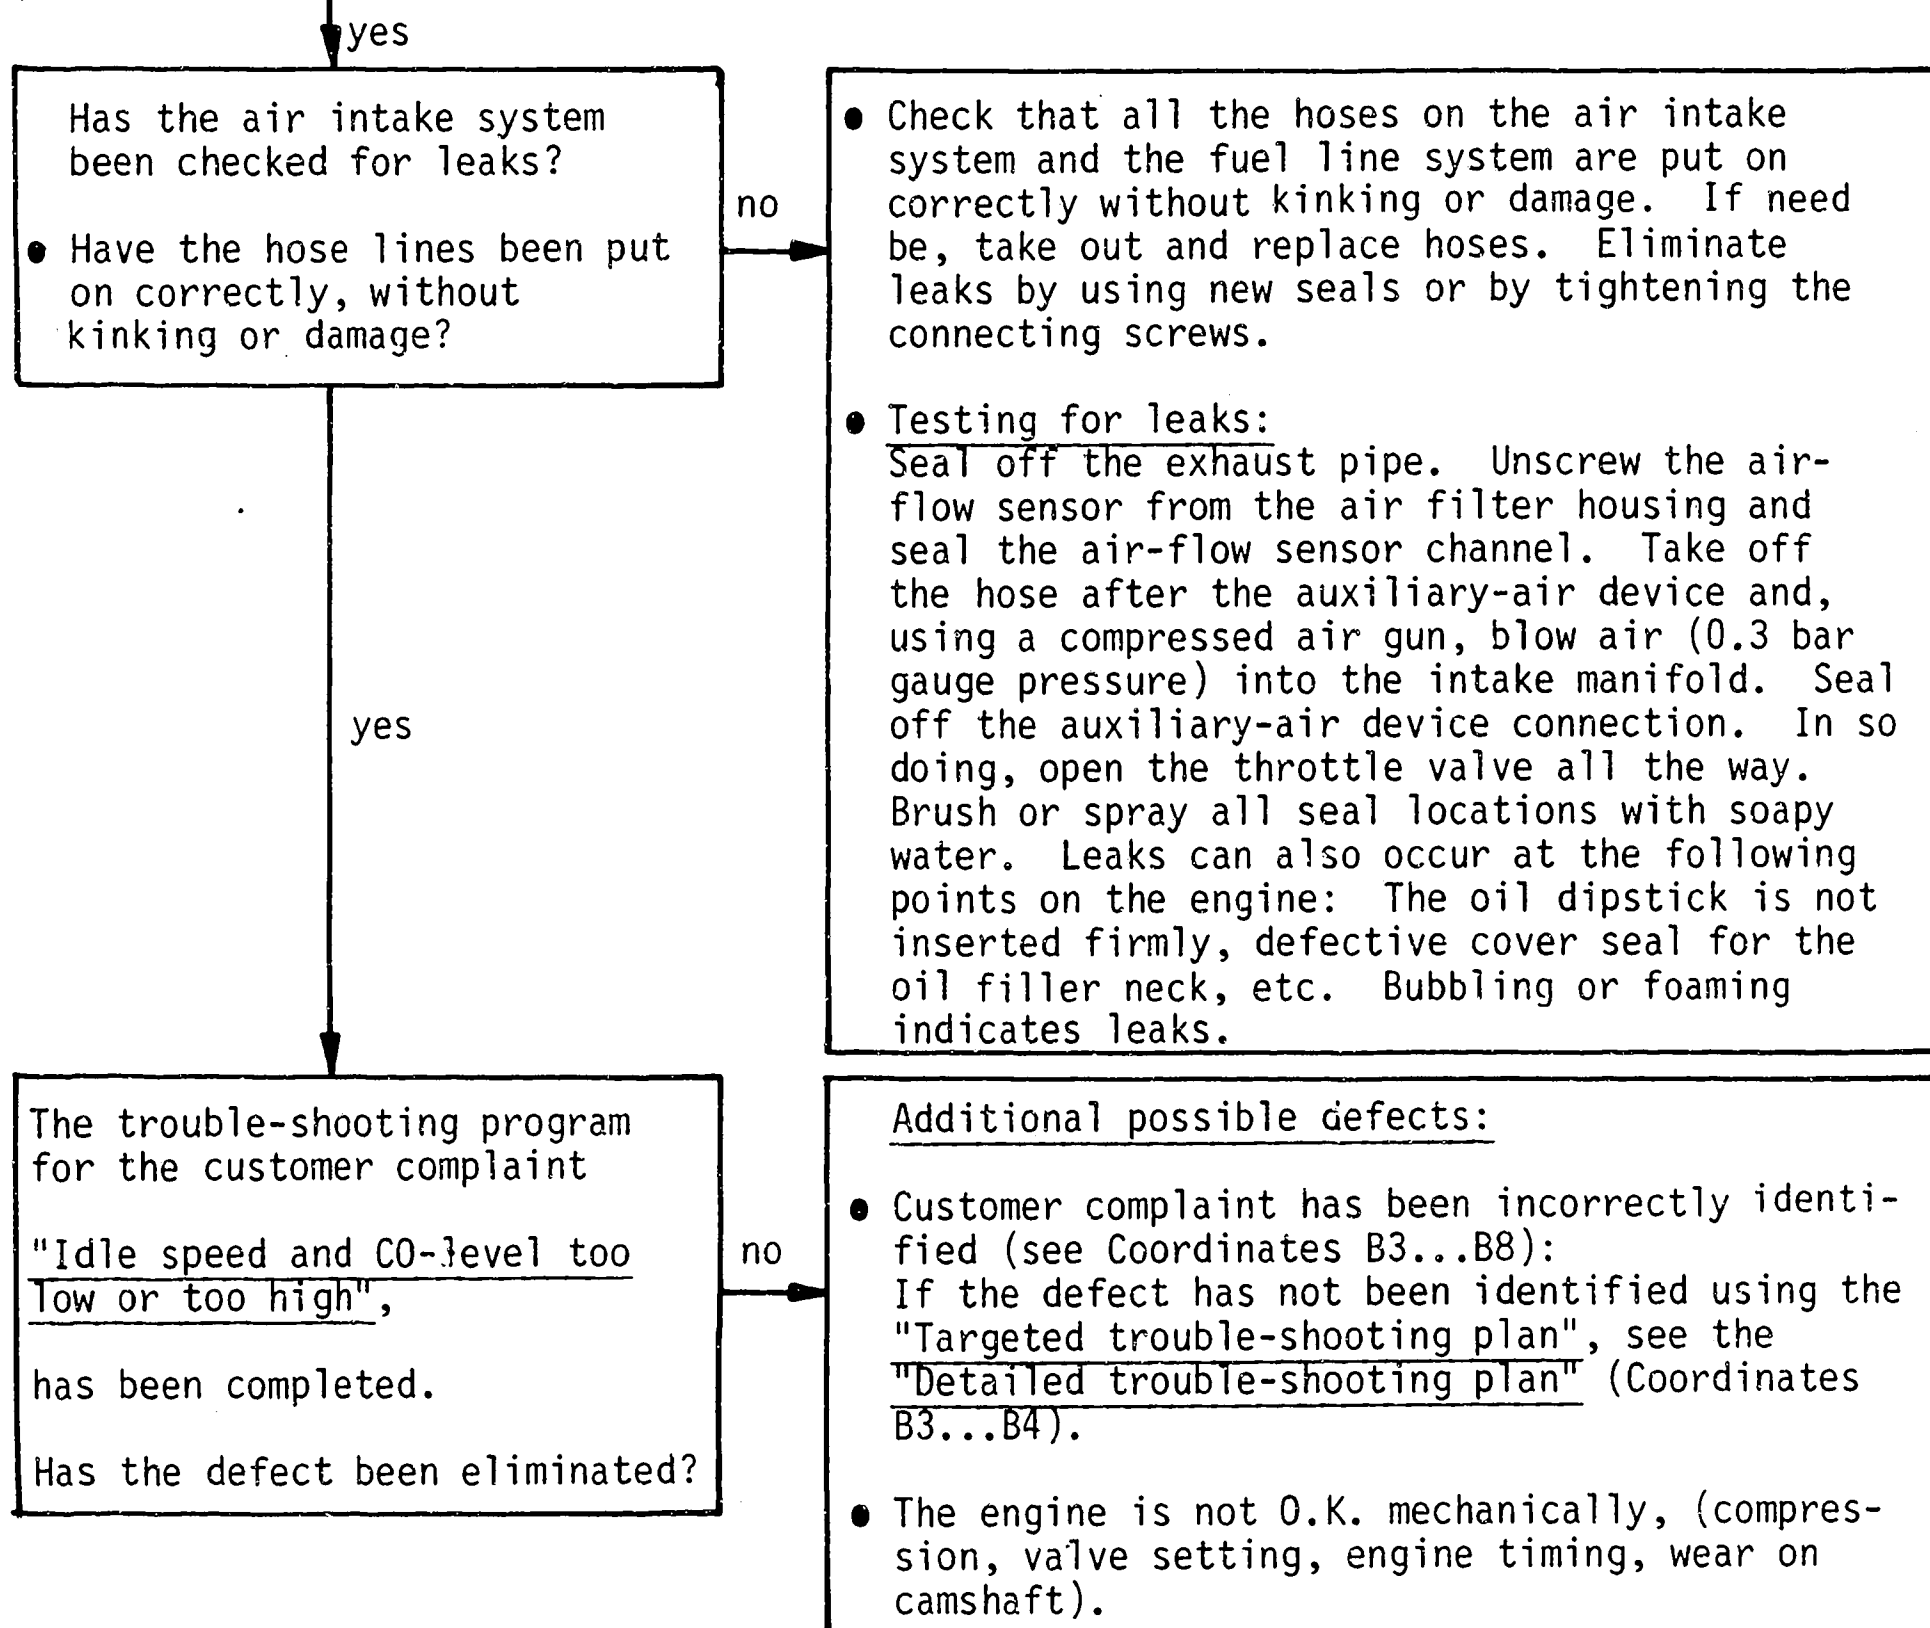 yes
Has the air intake system
been checked for leaks?
● Have the hose lines been put
on correctly, without
kinking or damage?
no
● Check that all the hoses on the air intake
system and the fuel line system are put on
correctly without kinking or damage. If need
be, take out and replace hoses. Eliminate
leaks by using new seals or by tightening the
connecting screws.
● Testing for leaks:
Seal off the exhaust pipe. Unscrew the air-
flow sensor from the air filter housing and
seal the air-flow sensor channel. Take off
the hose after the auxiliary-air device and,
using a compressed air gun, blow air (0.3 bar
gauge pressure) into the intake manifold. Seal
off the auxiliary-air device connection. In so
doing, open the throttle valve all the way.
Brush or spray all seal locations with soapy
water. Leaks can also occur at the following
points on the engine: The oil dipstick is not
inserted firmly, defective cover seal for the
oil filler neck, etc. Bubbling or foaming
indicates leaks.
yes
The trouble-shooting program
for the customer complaint
"Idle speed and CO-level too
low or too high",
has been completed.
Has the defect been eliminated?
no
Additional possible defects:
● Customer complaint has been incorrectly identi-
fied (see Coordinates B3...B8):
If the defect has not been identified using the
"Targeted trouble-shooting plan", see the
"Detailed trouble-shooting plan" (Coordinates
B3...B4).
● The engine is not O.K. mechanically, (compres-
sion, valve setting, engine timing, wear on
camshaft).